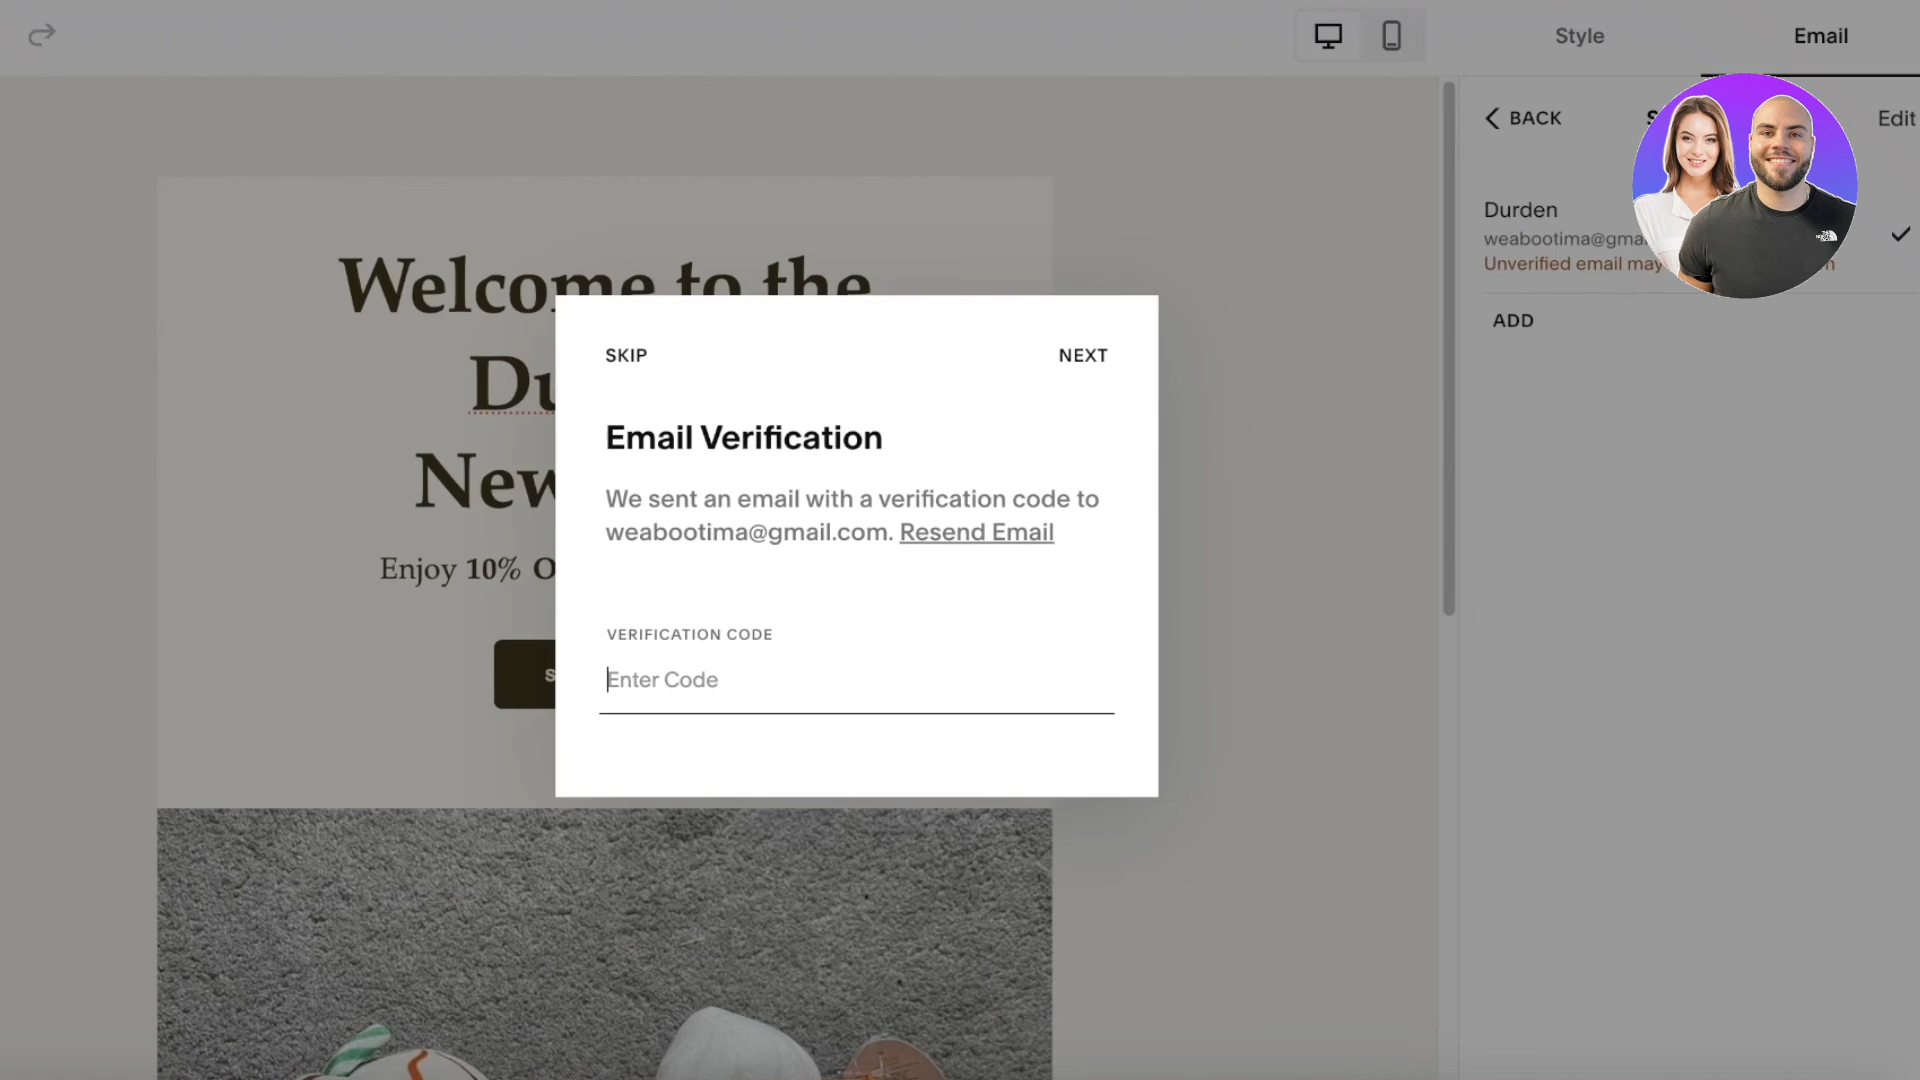 Style
Email
BACK
Edit
Durden
weabootima@gma
Unverified email may
ADD
Welcome to the
Du
New
Enjoy 10% O
S
SKIP
NEXT
Email Verification
We sent an email with a verification code to
weabootima@gmail.com. Resend Email
VERIFICATION CODE
Enter Code